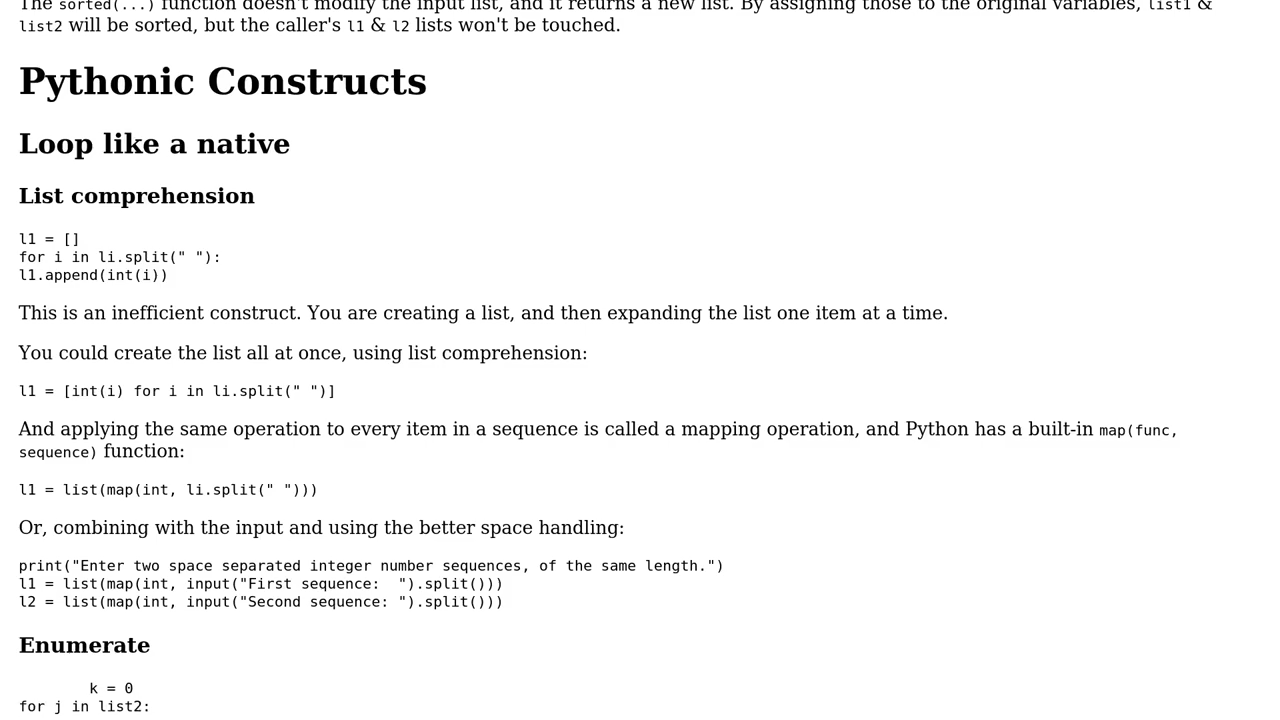 The sorted(...) function doesn't modify the input list, and it returns a new list. By assigning those to the original variables, list1 &
list2 will be sorted, but the caller's l1 & l2 lists won't be touched.
Pythonic Constructs
Loop like a native
List comprehension
l1 = []
for i in li.split(" "):
l1.append(int(i))
This is an inefficient construct. You are creating a list, and then expanding the list one item at a time.
You could create the list all at once, using list comprehension:
l1 = [int(i) for i in li.split(" ")]
And applying the same operation to every item in a sequence is called a mapping operation, and Python has a built-in map(func,
sequence) function:
l1 = list(map(int, li.split(" ")))
Or, combining with the input and using the better space handling:
print("Enter two space separated integer number sequences, of the same length.")
l1 = list(map(int, input("First sequence:  ").split()))
l2 = list(map(int, input("Second sequence: ").split()))
Enumerate
        k = 0
for j in list2: